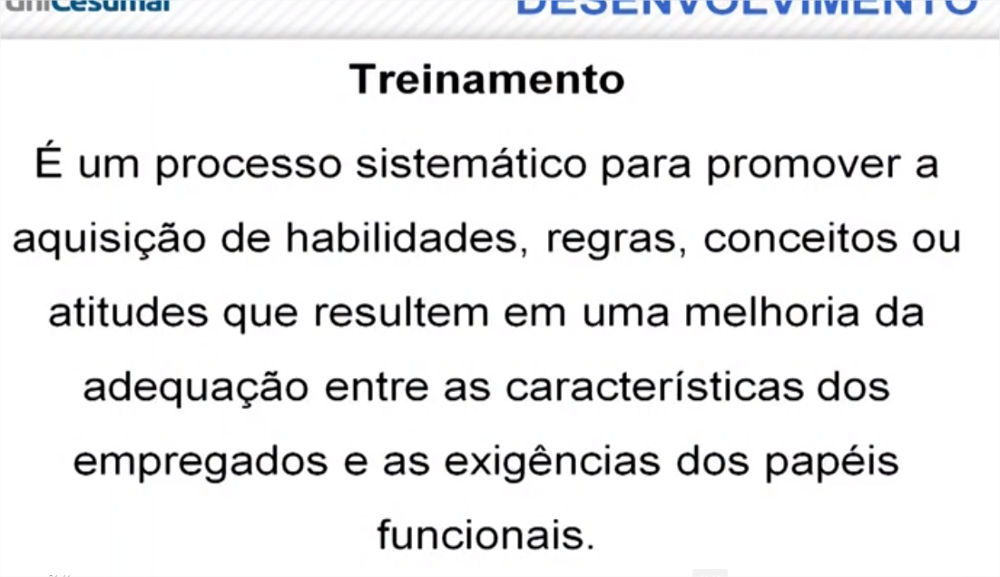 uniCesumar
DESENVOLVIMENTO
Treinamento
É um processo sistemático para promover a
aquisição de habilidades, regras, conceitos ou
atitudes que resultem em uma melhoria da
adequação entre as características dos
empregados e as exigências dos papéis
funcionais.